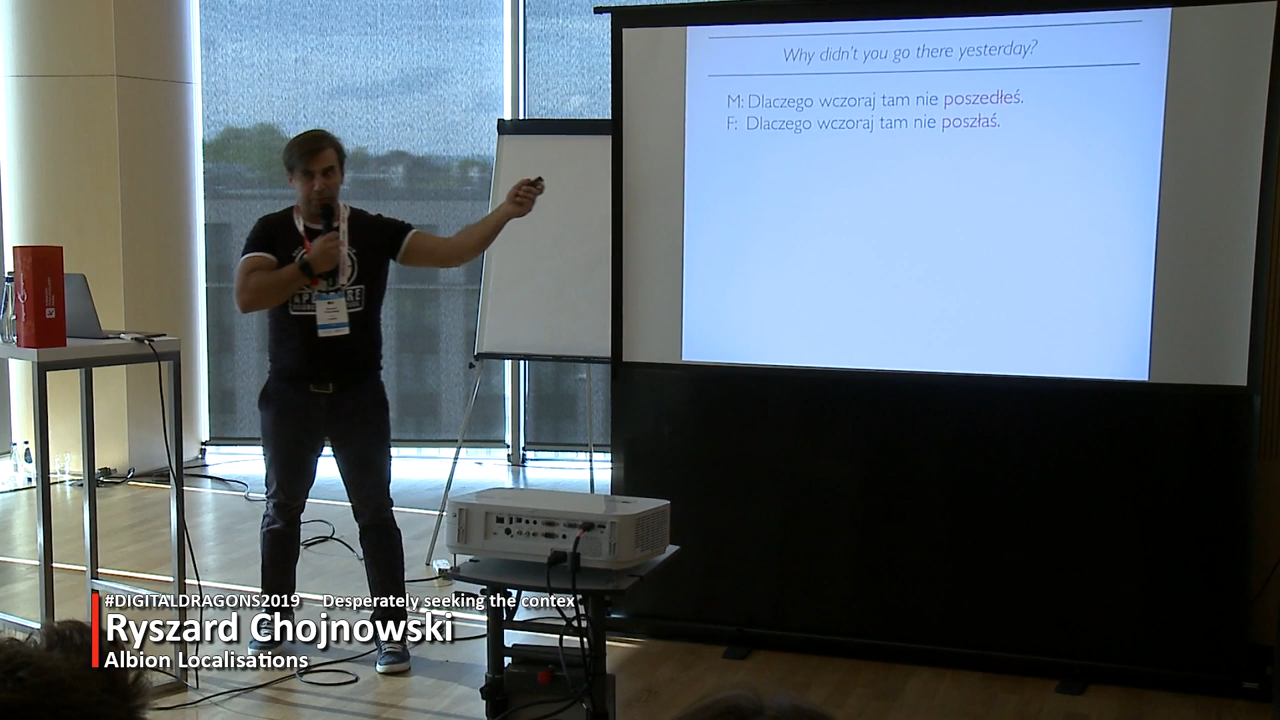 Why didn't you go there yesterday?
M: Dlaczego wczoraj tam nie poszedłeś.
F: Dlaczego wczoraj tam nie poszłaś.
#DIGITALDRAGONS2019 Desperately seeking the contex
Ryszard Chojnowski
Albion Localisations